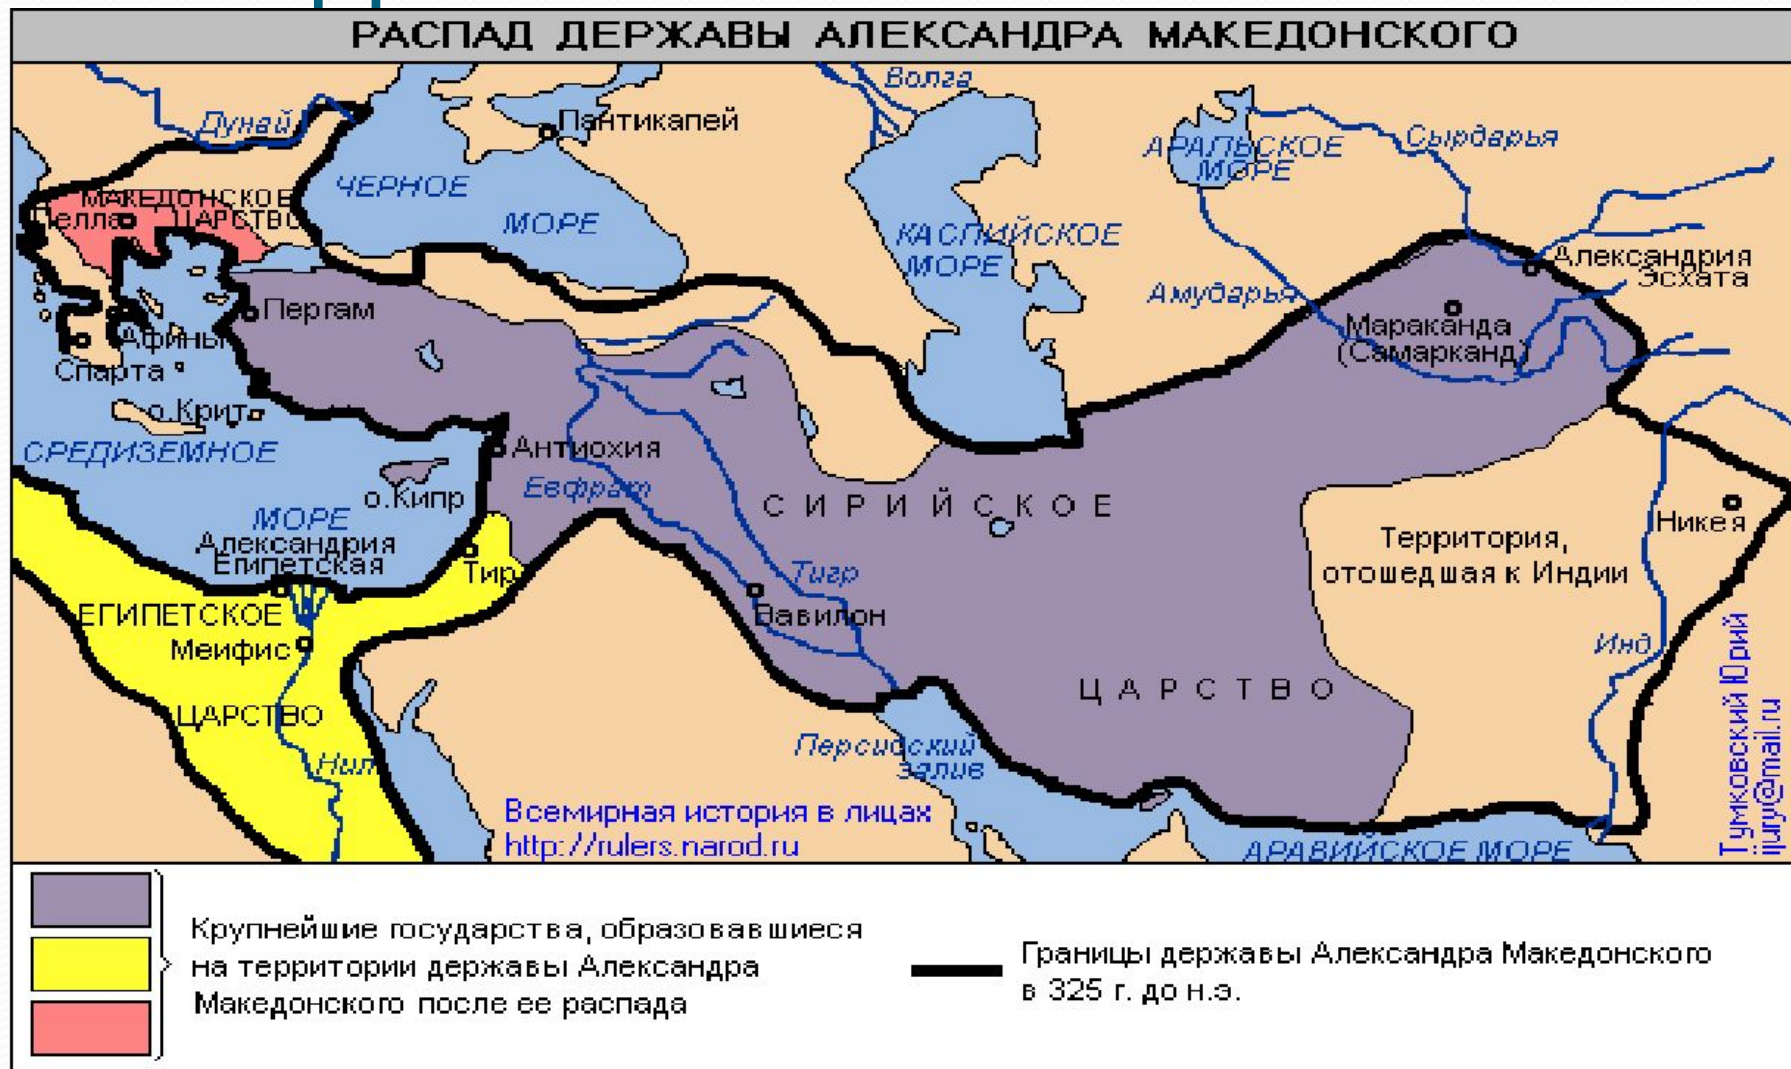 РАСПАД ДЕРЖАВЫ АЛЕКСАНДРА МАКЕДОНСКОГО
Волга
Дунай
Пантикапей
АРАЛЬСКОЕ
МОРЕ
Сырдарья
ЧЕРНОЕ
МОРЕ
МАКЕДОНСКОЕ
Пелла
ЦАРСТВО
КАСПИЙСКОЕ
МОРЕ
Александрия
Эсхата
Амударья
Пергам
Мараканда
(Самарканд)
Афины
Спарта
о.Крит
СРЕДИЗЕМНОЕ
МОРЕ
Антиохия
Евфрат
о.Кипр
СИРИЙСКОЕ
ЦАРСТВО
Никея
Территория,
отошедшая к Индии
Александрия
Египетская
Тир
Тигр
Вавилон
ЕГИПЕТСКОЕ
Меифис
ЦАРСТВО
Нил
Инд
Персидский
залив
АРАВИЙСКОЕ МОРЕ
Всемирная история в лицах
http://rulers.narod.ru
Тумковский Юрий
ijury@mail.ru
Крупнейшие государства, образовавшиеся
на территории державы Александра
Македонского после ее распада
Границы державы Александра Македонского
в 325 г. до н.э.